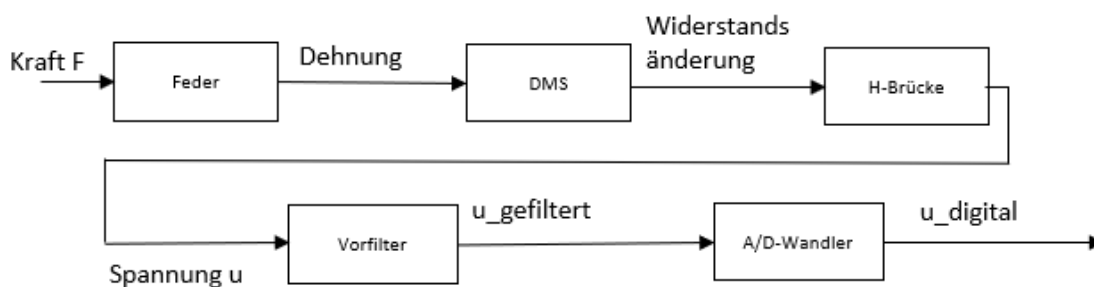 Kraft F
Feder
Dehnung
DMS
Widerstands
änderung
H-Brücke
Spannung u
Vorfilter
u_gefiltert
A/D-Wandler
u_digital